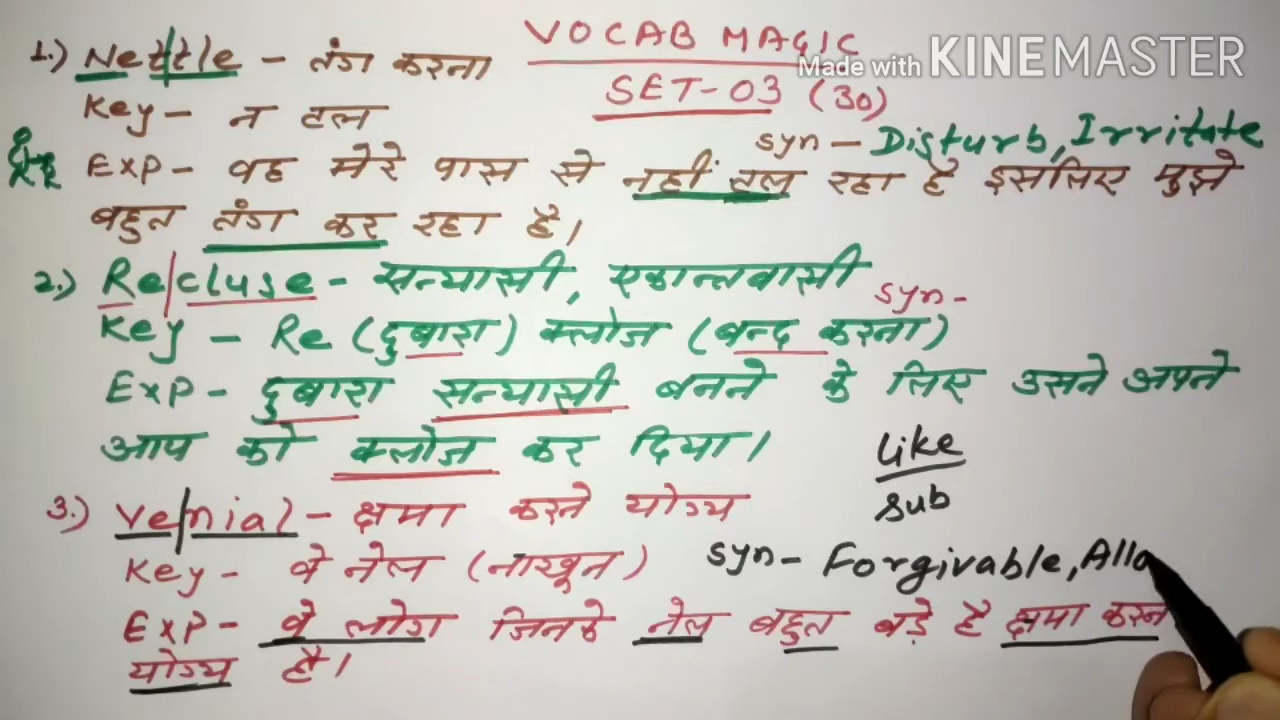 VOCAB MAGIC
Made with KINEMASTER
SET-03 (30)
1.) Nettle - तंग करना
Key - न टल
syn - Disturb, Irritate
Exp - वह मेरे पास से नहीं टल रहा है इसलिए मुझे
बहुत तंग कर रहा है।
2.) Recluse - सन्यासी, एकान्तवासी
syn-
Key - Re (दुबारा) क्लोज (बन्द करना)
Exp - दुबारा सन्यासी बनने के लिए उसने अपने
आप को क्लोज कर दिया।
Like
Sub
3.) Venial - क्षमा करने योग्य
Key - वे नेल (नाखून)
syn - Forgivable, Allo
Exp - वे लोग जिनके नेल बहुत बड़े है क्षमा करन
योग्य है।